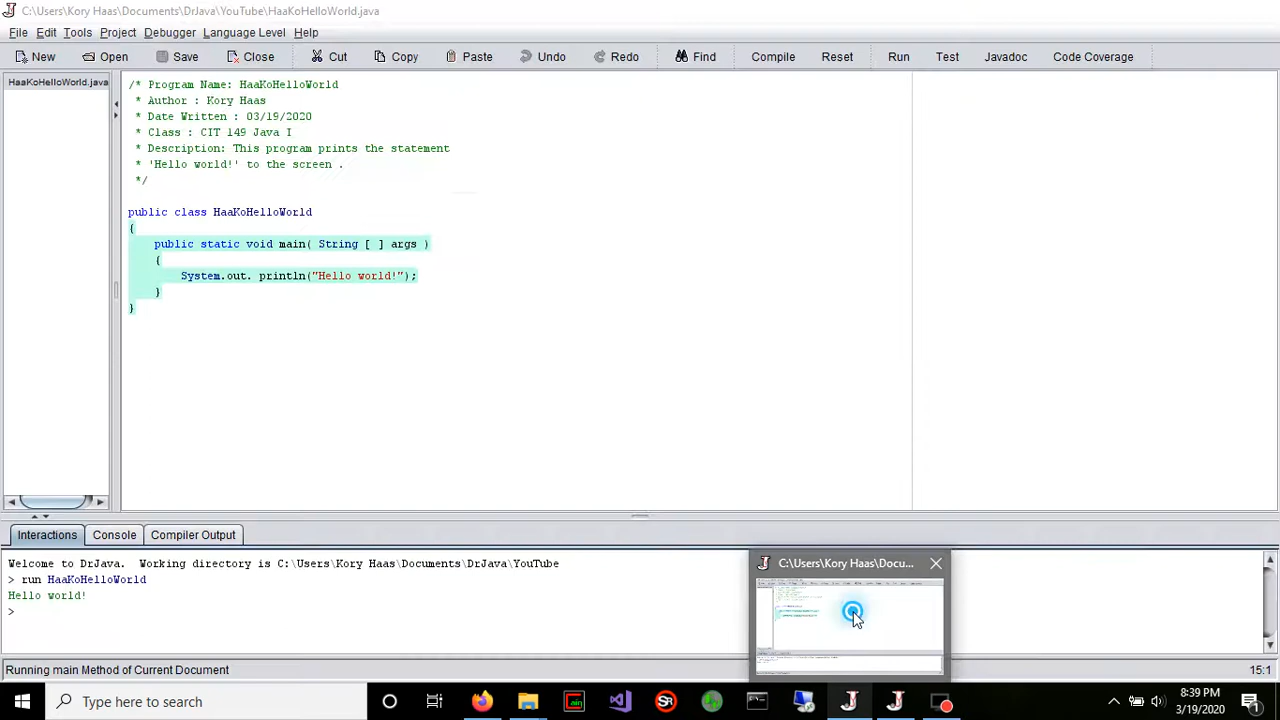 C:\Users\Kory Haas\Documents\DrJava\YouTube\HaaKoHelloWorld.java
File Edit Tools Project Debugger Language Level Help
New Open Save Close Cut Copy Paste Undo Redo Find Compile Reset Run Test Javadoc Code Coverage
HaaKoHelloWorld.java
/* Program Name: HaaKoHelloWorld
* Author : Kory Haas
* Date Written : 03/19/2020
* Class : CIT 149 Java I
* Description: This program prints the statement
* 'Hello world!' to the screen .
*/
public class HaaKoHelloWorld
{
public static void main( String [ ] args )
{
System.out. println("Hello world!");
}
}
Interactions Console Compiler Output
Welcome to DrJava. Working directory is C:\Users\Kory Haas\Documents\DrJava\YouTube
> run HaaKoHelloWorld
Hello world!
>
C:\Users\Kory Haas\Docu...
Running main Current Document
15:1
Type here to search
SR
8:39 PM
3/19/2020
1